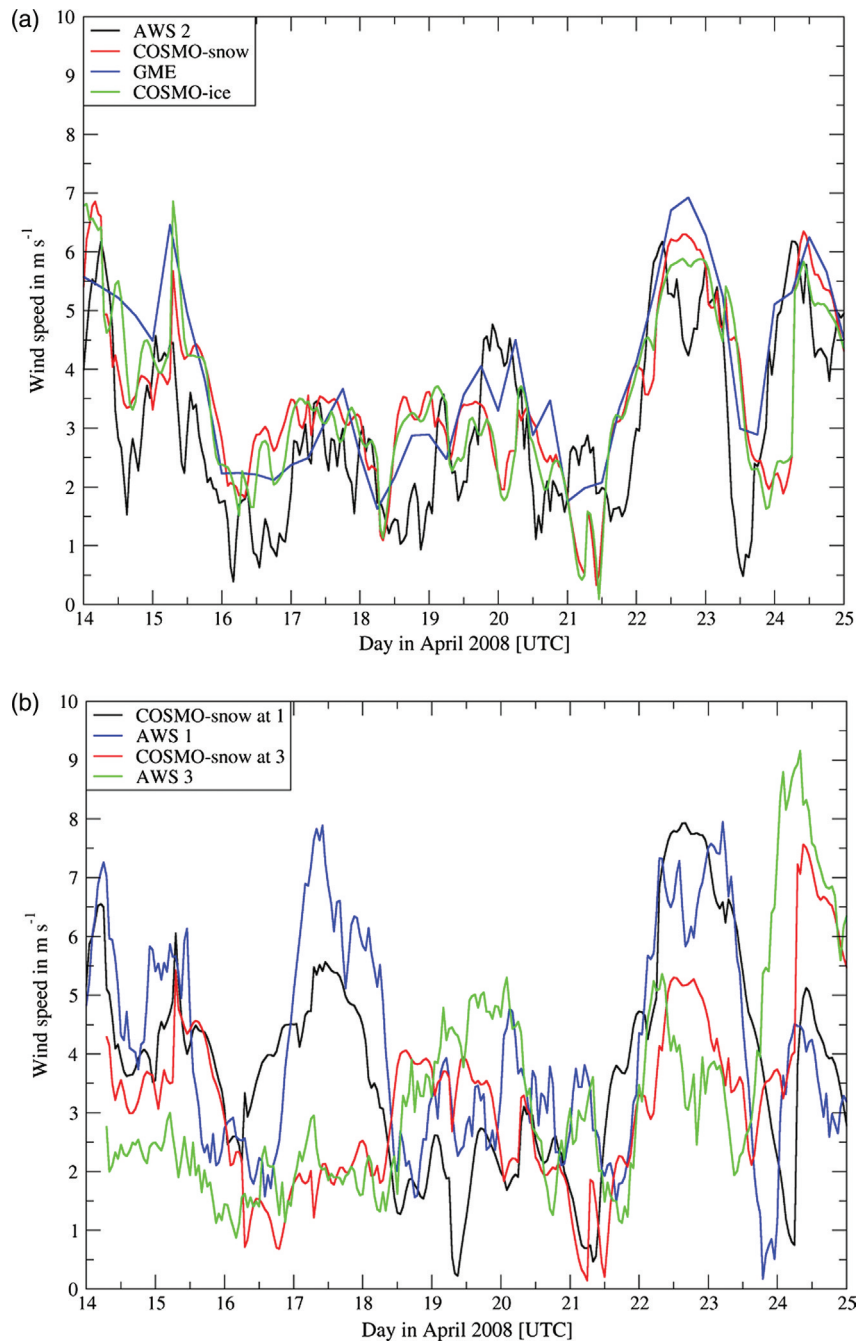 (a)
10
9
8
7
6
5
4
3
2
1
0
Wind speed in m s⁻¹
AWS 2
COSMO-snow
GME
COSMO-ice
14 15 16 17 18 19 20 21 22 23 24 25
Day in April 2008 [UTC]
(b)
10
9
8
7
6
5
4
3
2
1
0
Wind speed in m s⁻¹
COSMO-snow at 1
AWS 1
COSMO-snow at 3
AWS 3
14 15 16 17 18 19 20 21 22 23 24 25
Day in April 2008 [UTC]